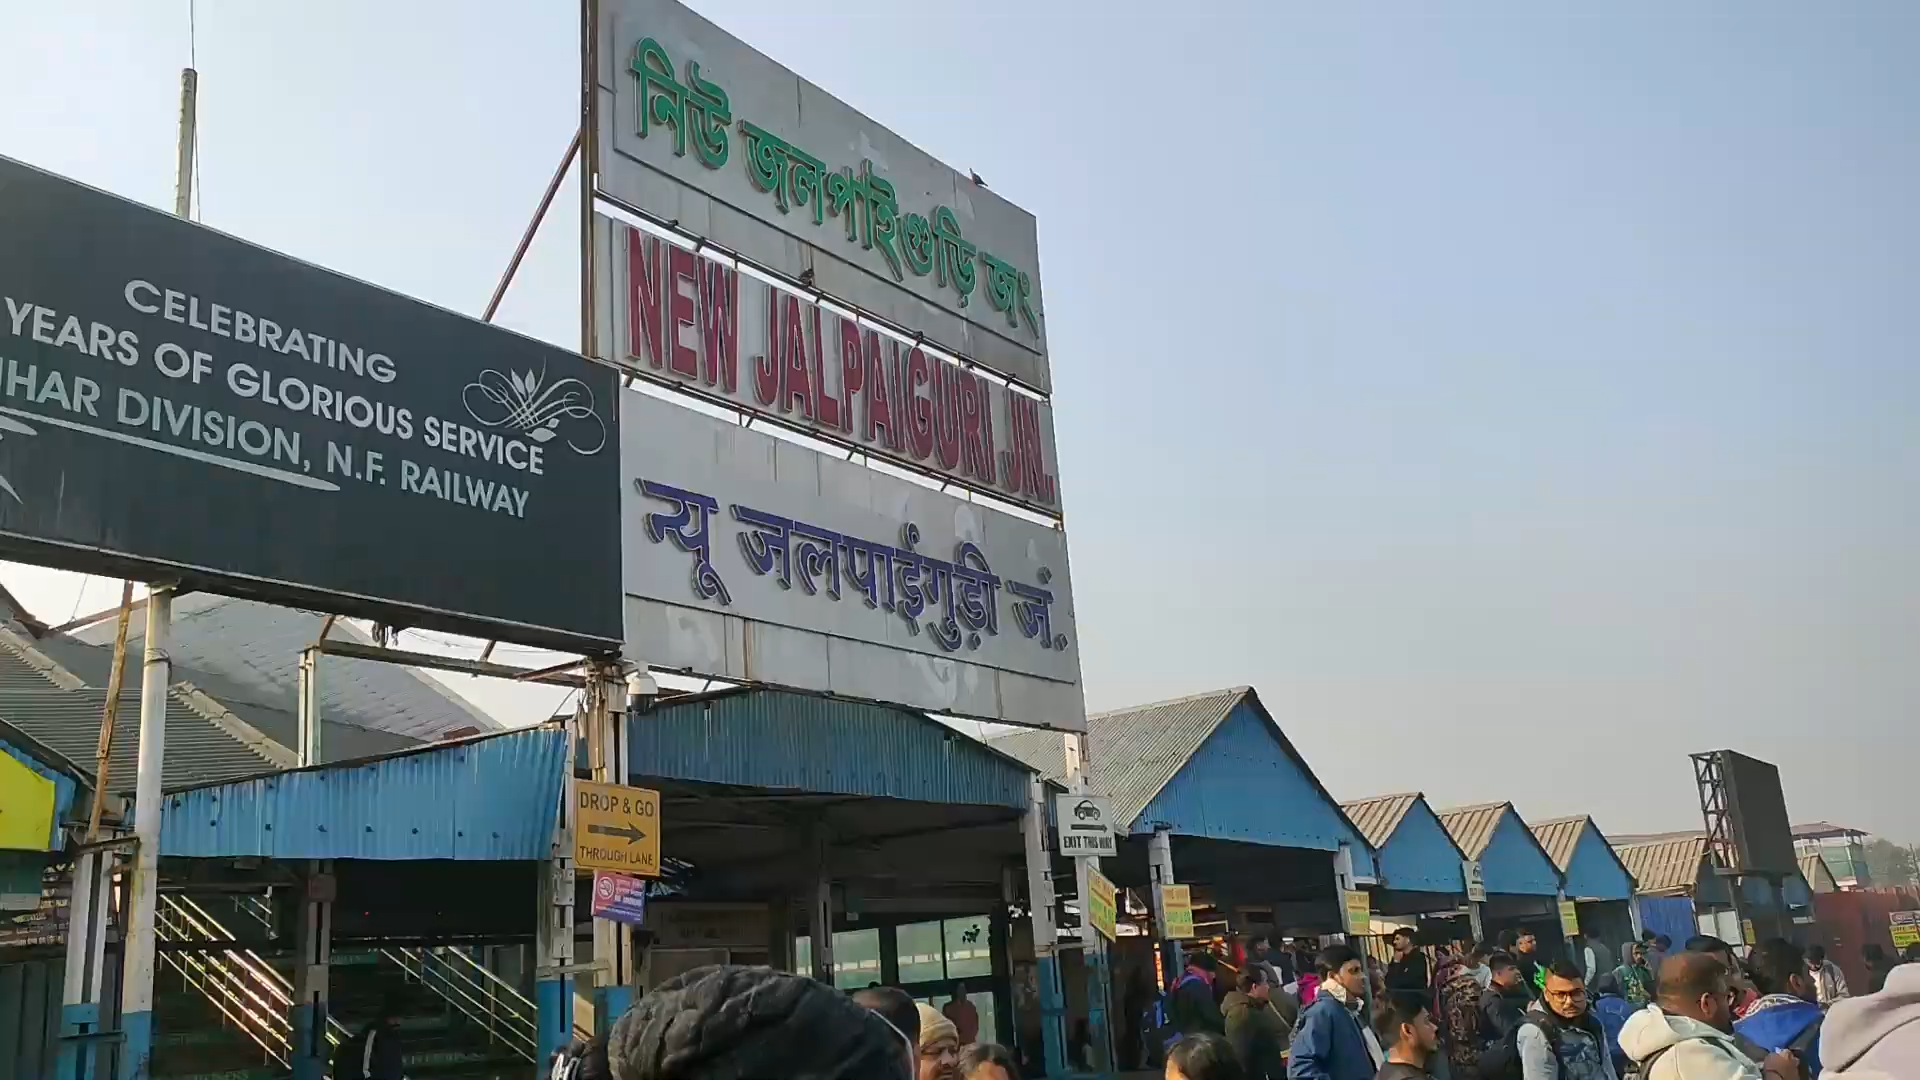 CELEBRATING
YEARS OF GLORIOUS SERVICE
IHAR DIVISION, N.F. RAILWAY
নিউ জলপাইগুড়ি জং
NEW JALPAIGURI JN.
न्यू जलपाईगुड़ी जं.
DROP & GO
THROUGH LANE
EXIT THIS WAY